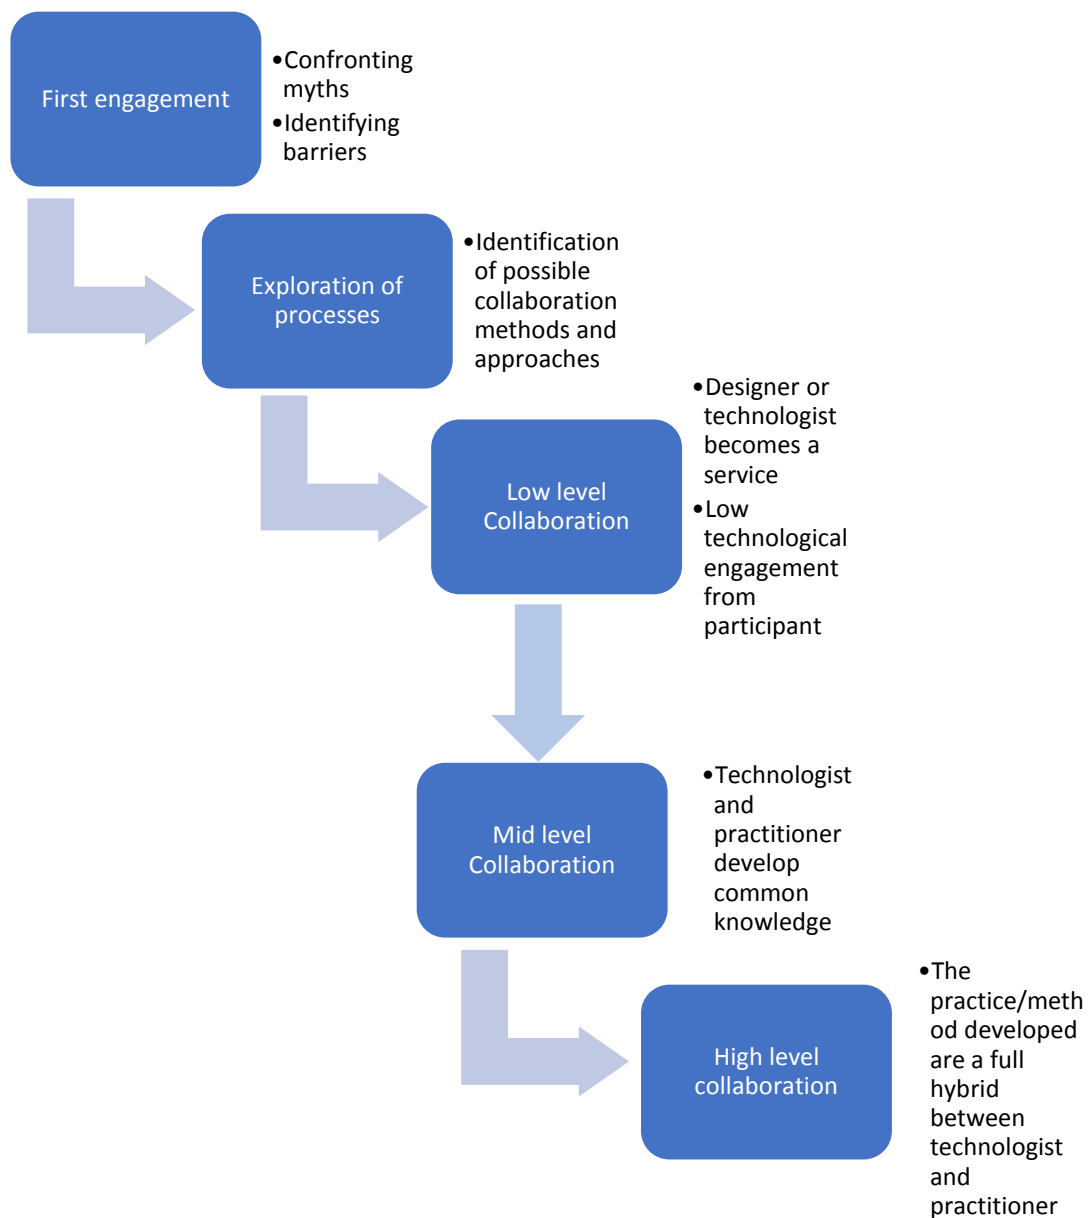 First engagement
•Confronting
myths
•Identifying
barriers
Exploration of
processes
•Identification
of possible
collaboration
methods and
approaches
Low level
Collaboration
•Designer or
technologist
becomes a
service
•Low
technological
engagement
from
participant
Mid level
Collaboration
•Technologist
and
practitioner
develop
common
knowledge
High level
collaboration
•The
practice/meth
od developed
are a full
hybrid
between
technologist
and
practitioner